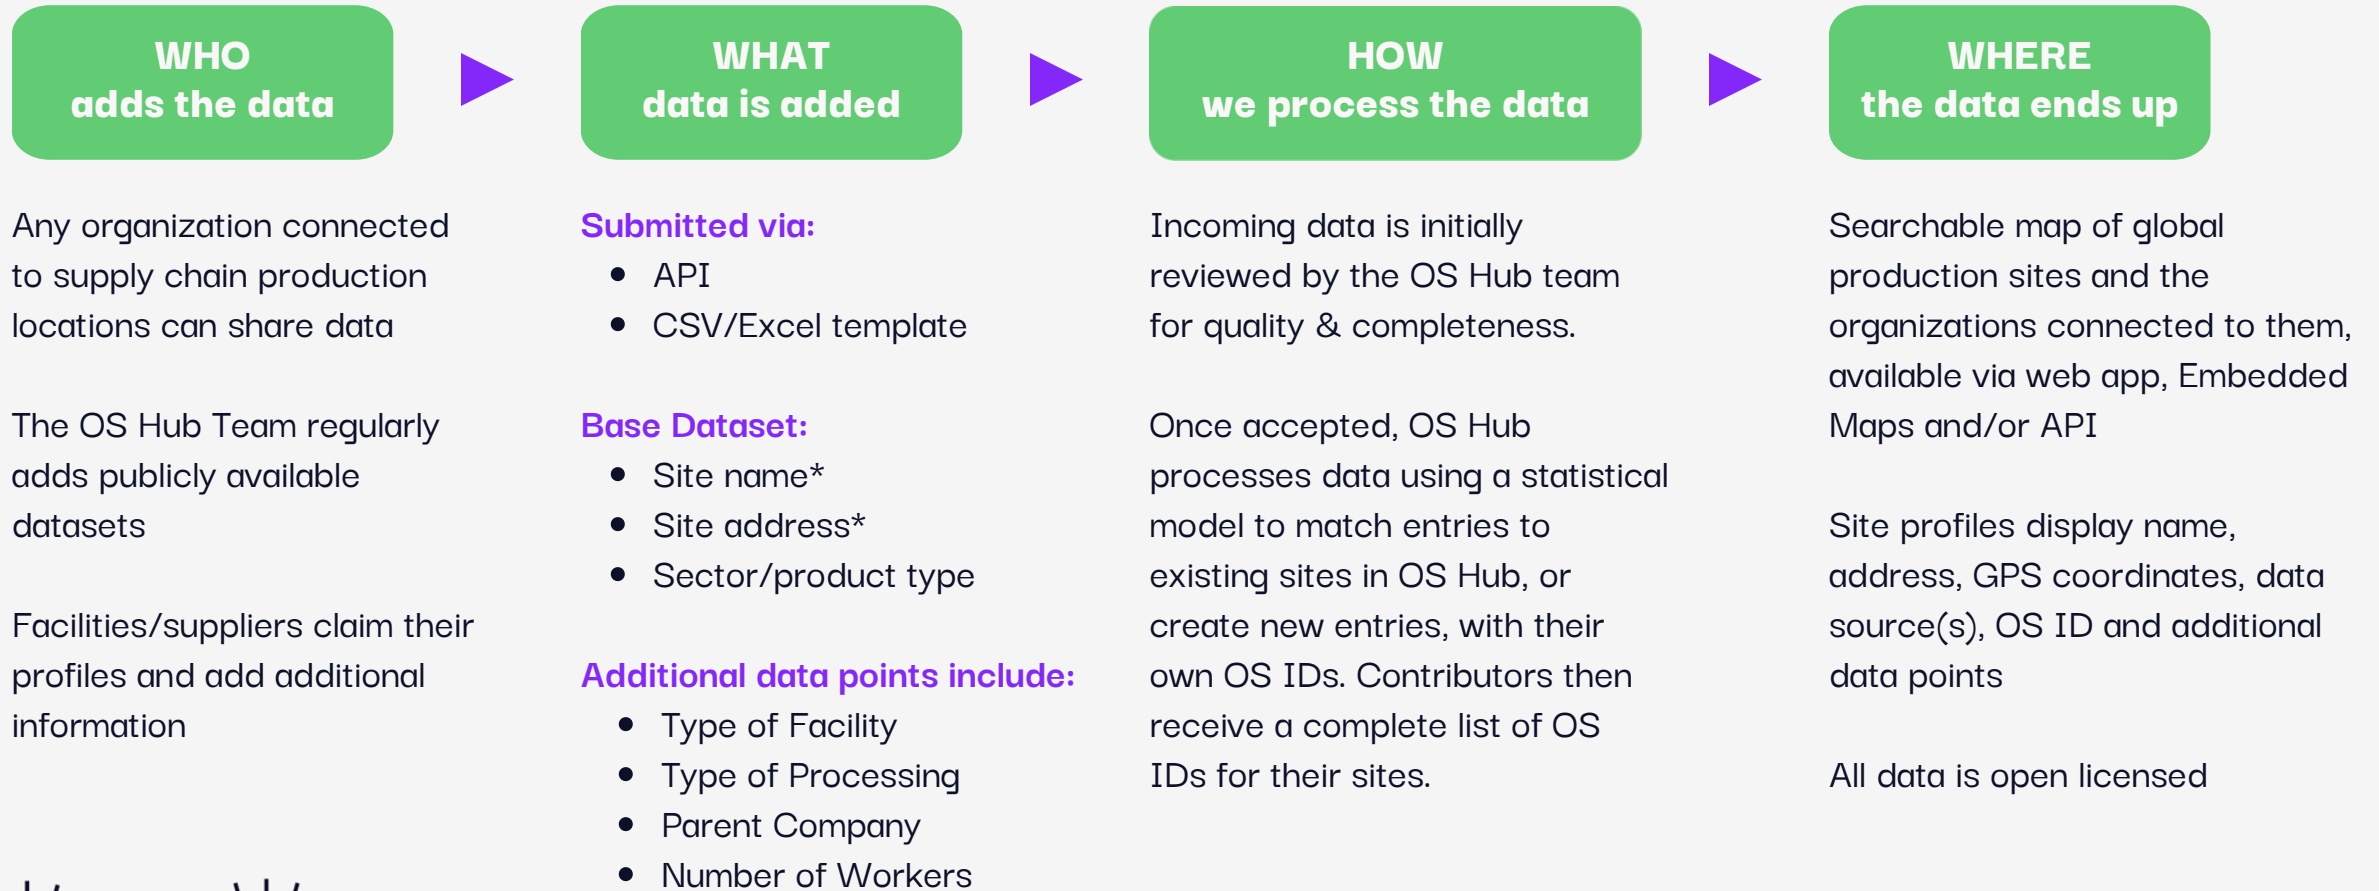 WHO
adds the data
Any organization connected
to supply chain production
locations can share data
The OS Hub Team regularly
adds publicly available
datasets
Facilities/suppliers claim their
profiles and add additional
information
WHAT
data is added
Submitted via:
• API
• CSV/Excel template
Base Dataset:
• Site name*
• Site address*
• Sector/product type
Additional data points include:
• Type of Facility
• Type of Processing
• Parent Company
• Number of Workers
HOW
we process the data
Incoming data is initially
reviewed by the OS Hub team
for quality & completeness.
Once accepted, OS Hub
processes data using a statistical
model to match entries to
existing sites in OS Hub, or
create new entries, with their
own OS IDs. Contributors then
receive a complete list of OS
IDs for their sites.
WHERE
the data ends up
Searchable map of global
production sites and the
organizations connected to them,
available via web app, Embedded
Maps and/or API
Site profiles display name,
address, GPS coordinates, data
source(s), OS ID and additional
data points
All data is open licensed